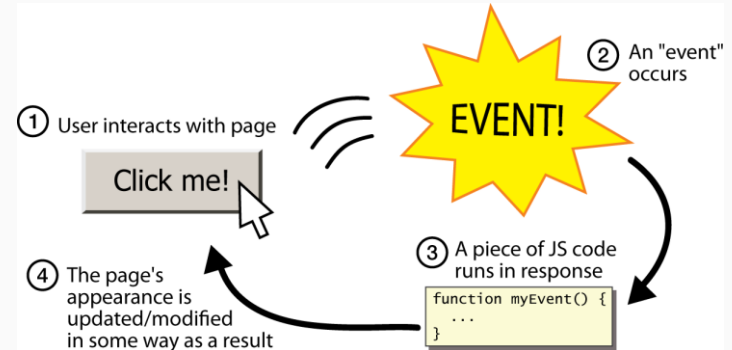 1 User interacts with page
Click me!
EVENT!
2 An "event"
occurs
3 A piece of JS code
runs in response
function myEvent() {
...
}
4 The page's
appearance is
updated/modified
in some way as a result